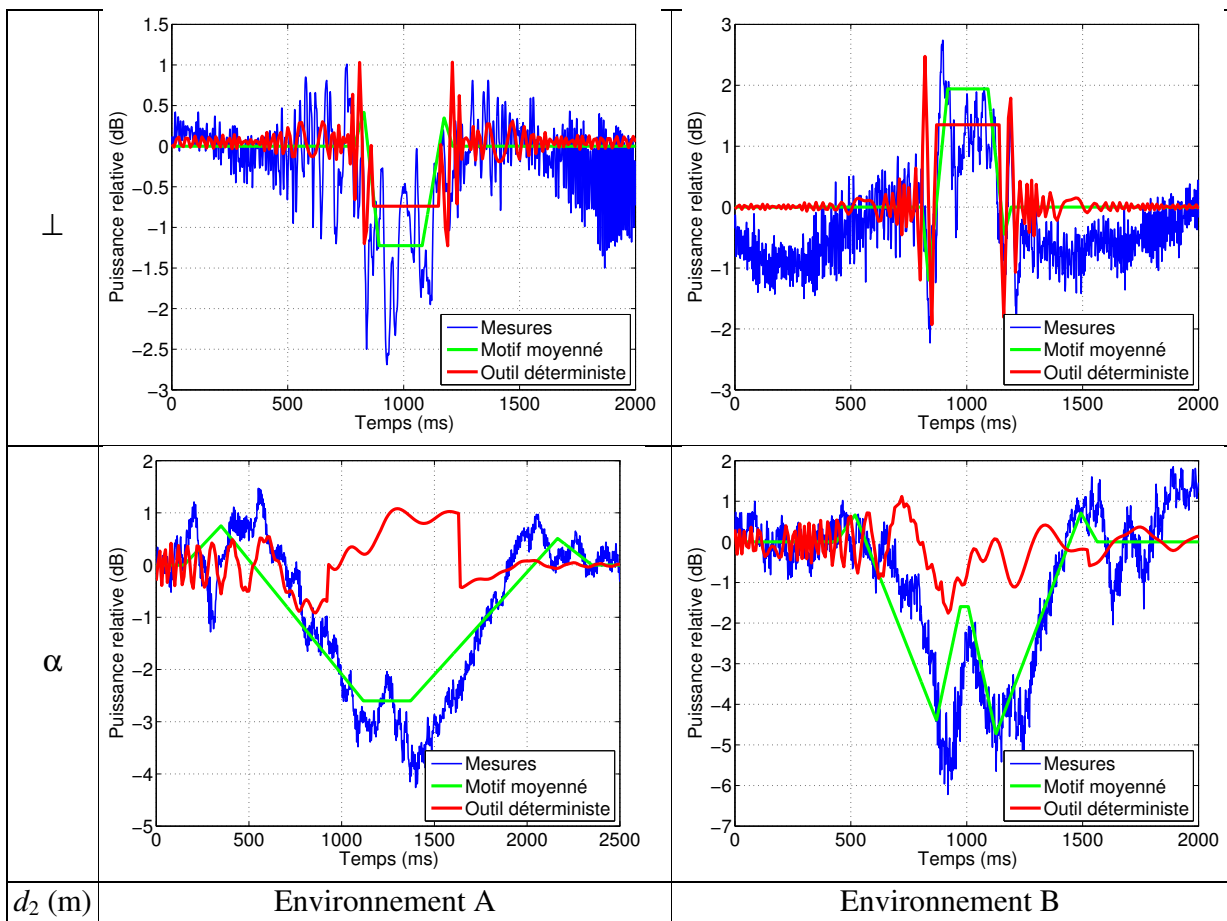 ⊥
1.5
1
0.5
0
−0.5
−1
−1.5
−2
−2.5
−3
Puissance relative (dB)
0 500 1000 1500 2000
Temps (ms)
Mesures
Motif moyenné
Outil déterministe
3
2
1
0
−1
−2
−3
Puissance relative (dB)
0 500 1000 1500 2000
Temps (ms)
Mesures
Motif moyenné
Outil déterministe
α
2
1
0
−1
−2
−3
−4
−5
Puissance relative (dB)
0 500 1000 1500 2000 2500
Temps (ms)
Mesures
Motif moyenné
Outil déterministe
2
1
0
−1
−2
−3
−4
−5
−6
−7
Puissance relative (dB)
0 500 1000 1500 2000
Temps (ms)
Mesures
Motif moyenné
Outil déterministe
d2 (m) Environnement A Environnement B